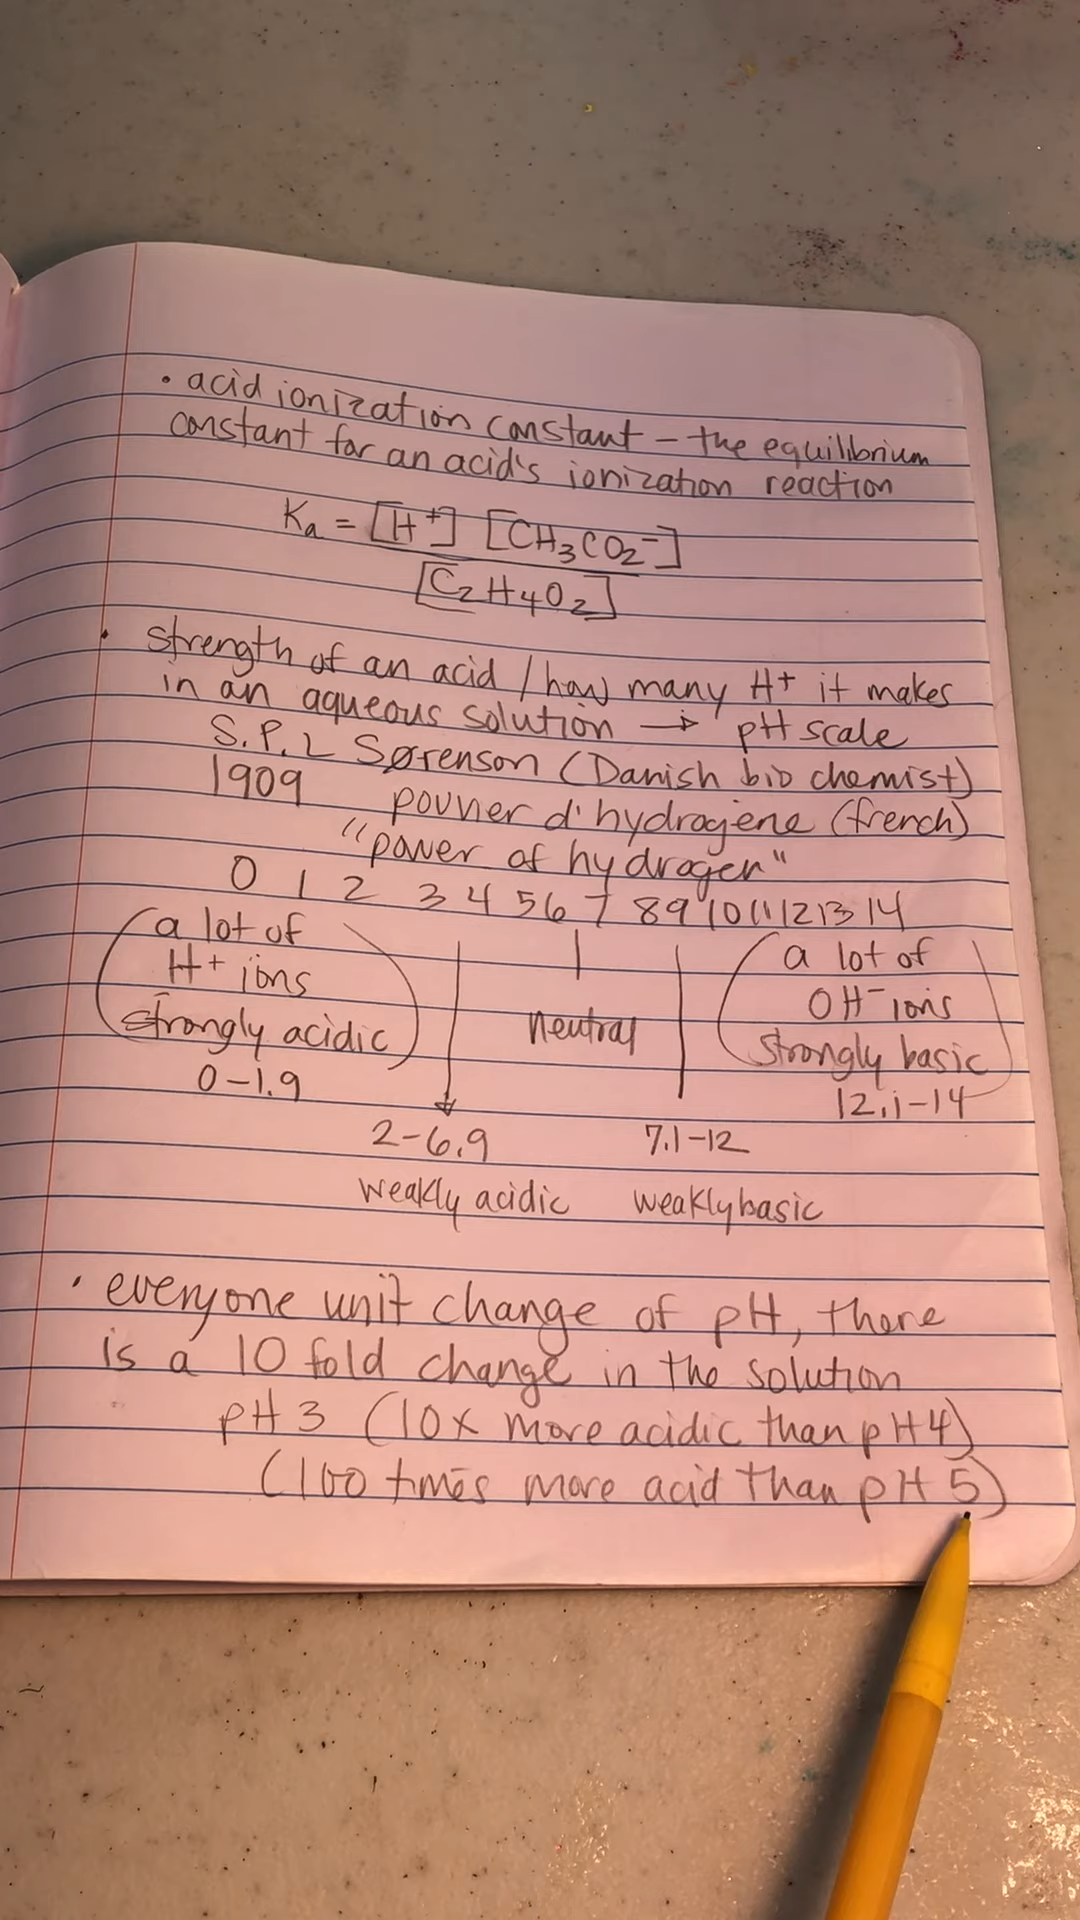 • acid ionization constant – the equilibrium
constant for an acid's ionization reaction
Ka = [H+] [CH3CO2−]
[C2H4O2]
• strength of an acid / how many H+ it makes
in an aqueous solution → pH scale
S.P.L Sørenson (Danish bio chemist)
1909 pouner d'hydrogène (french)
"power of hydrogen"
0 1 2 3 4 5 6 7 8 9 10 11 12 13 14
a lot of
H+ ions
strongly acidic
0–1.9
neutral
a lot of
OH− ions
strongly basic
12.1–14
2–6.9
7.1–12
weakly acidic weakly basic
• everyone unit change of pH, there
is a 10 fold change in the solution
pH 3 (10x more acidic than pH4)
(100 times more acid than pH 5)